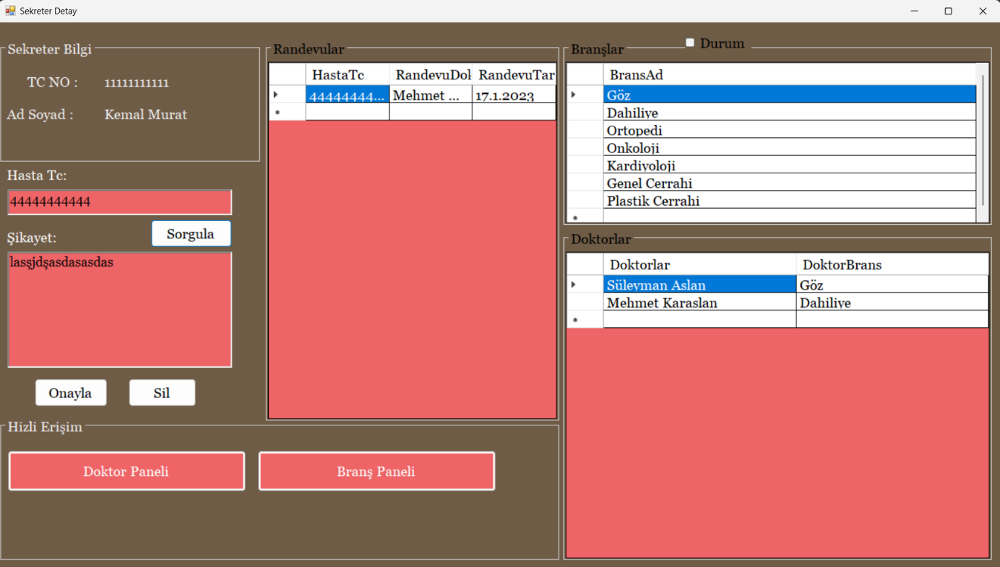 Sekreter Detay
Sekreter Bilgi
TC NO :
11111111111
Ad Soyad :
Kemal Murat
Hasta Tc:
44444444444
Sorgula
Şikayet:
lasşjdşasdasasdas
Onayla
Sil
Randevular
HastaTc RandevuDol RandevuTar
44444444... Mehmet ... 17.1.2023
Hizli Erişim
Doktor Paneli
Branş Paneli
Branşlar
Durum
BransAd
Göz
Dahiliye
Ortopedi
Onkoloji
Kardiyoloji
Genel Cerrahi
Plastik Cerrahi
Doktorlar
Doktorlar DoktorBrans
Süleyman Aslan Göz
Mehmet Karaslan Dahiliye